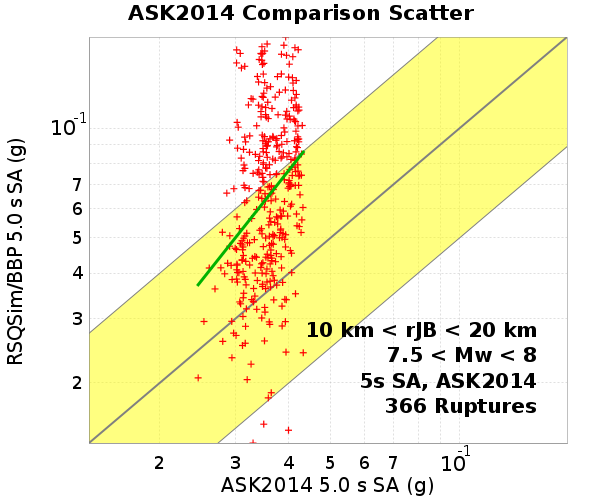 ASK2014 Comparison Scatter
RSQSim/BBP 5.0 s SA (g)
10⁻¹
7
6
5
4
3
2
10 km < rJB < 20 km
7.5 < Mw < 8
5s SA, ASK2014
366 Ruptures
2 3 4 5 6 7 10⁻¹
ASK2014 5.0 s SA (g)